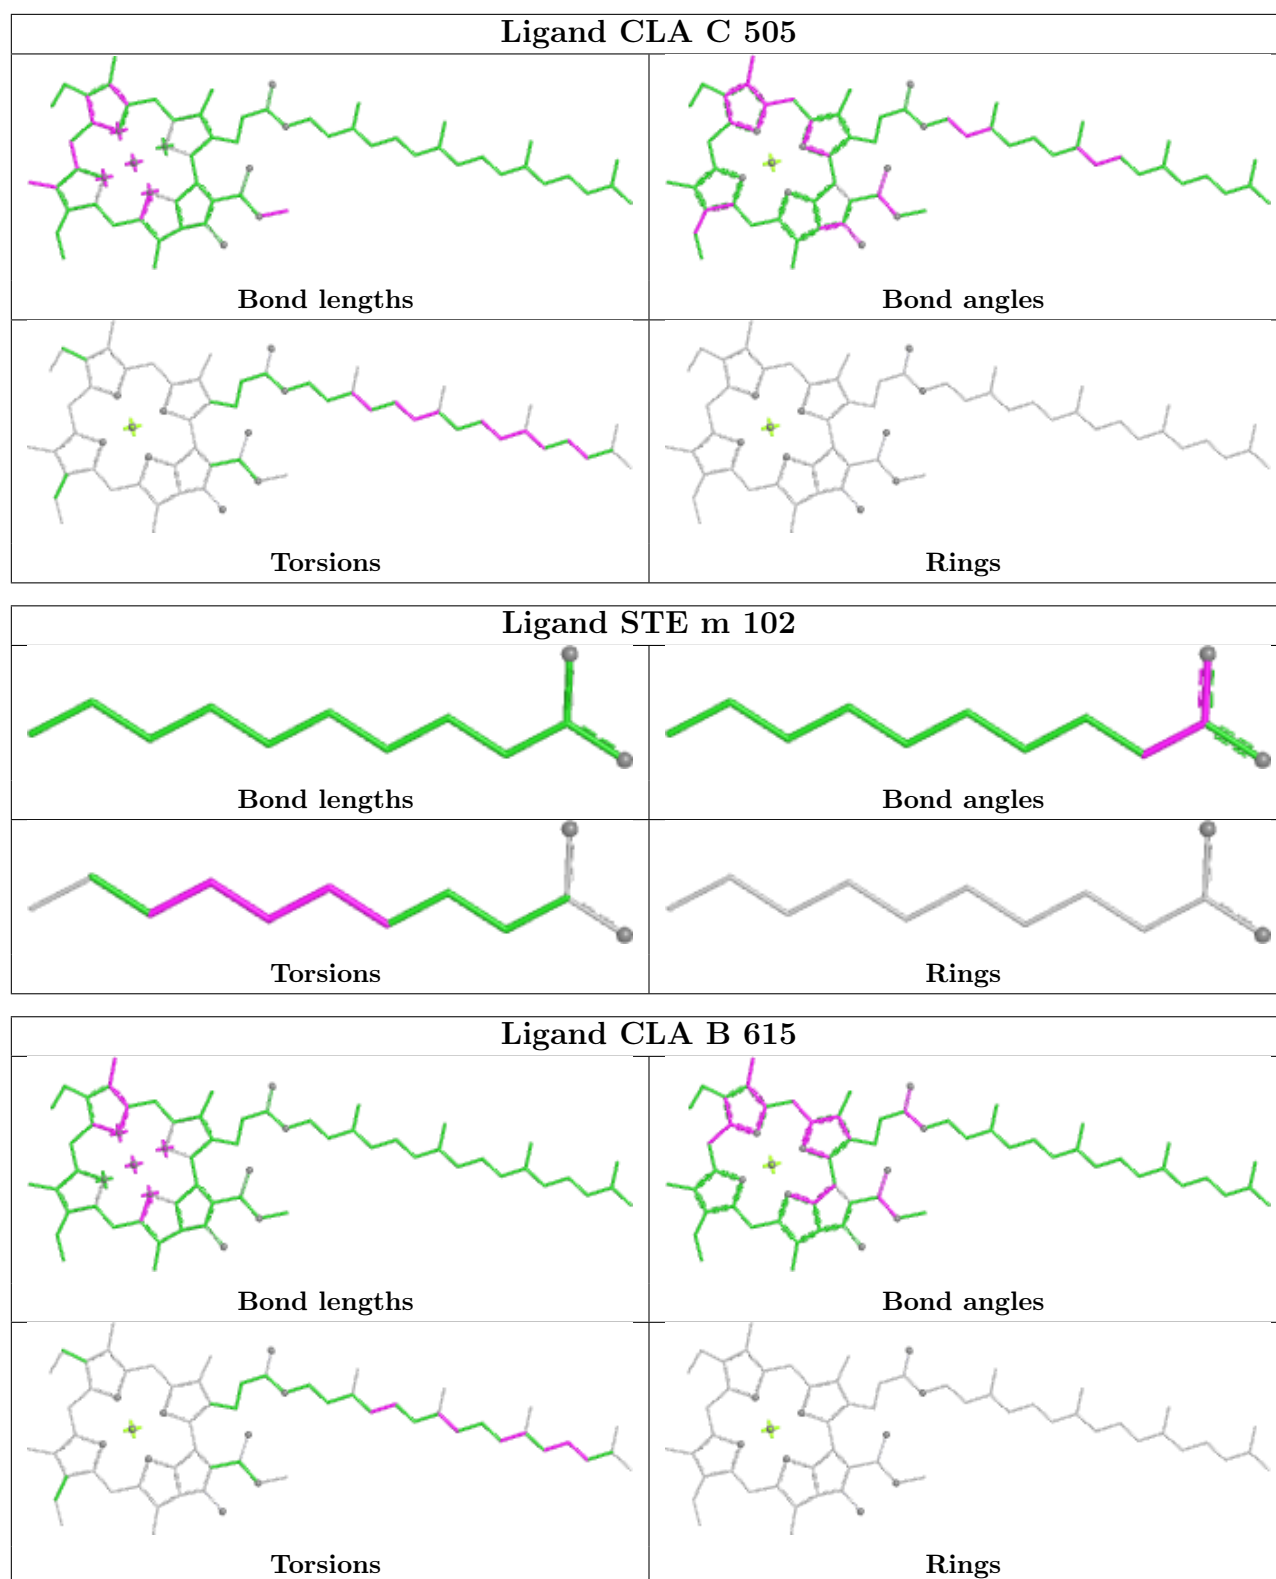 Ligand CLA C 505
Bond lengths
Bond angles
Torsions
Rings
Ligand STE m 102
Bond lengths
Bond angles
Torsions
Rings
Ligand CLA B 615
Bond lengths
Bond angles
Torsions
Rings